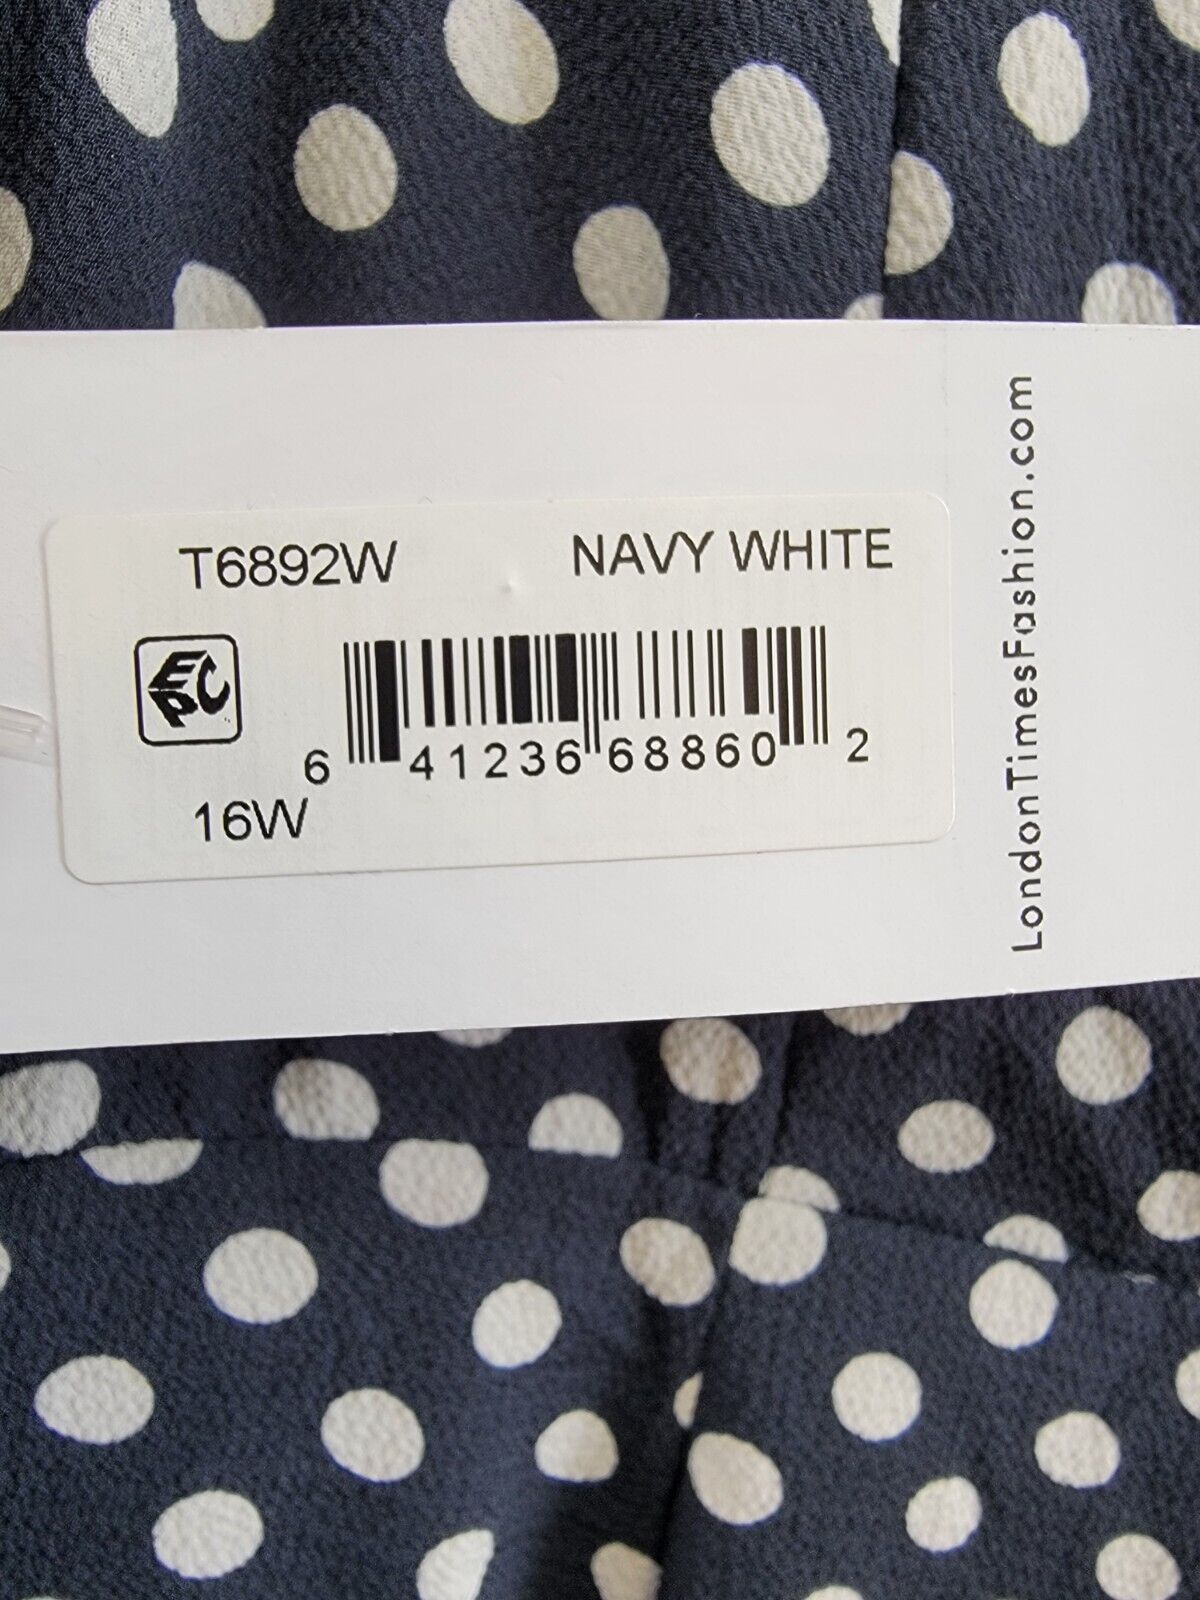 T6892W NAVY WHITE
EPC
6 41236 68860 2
16W
LondonTimesFashion.com